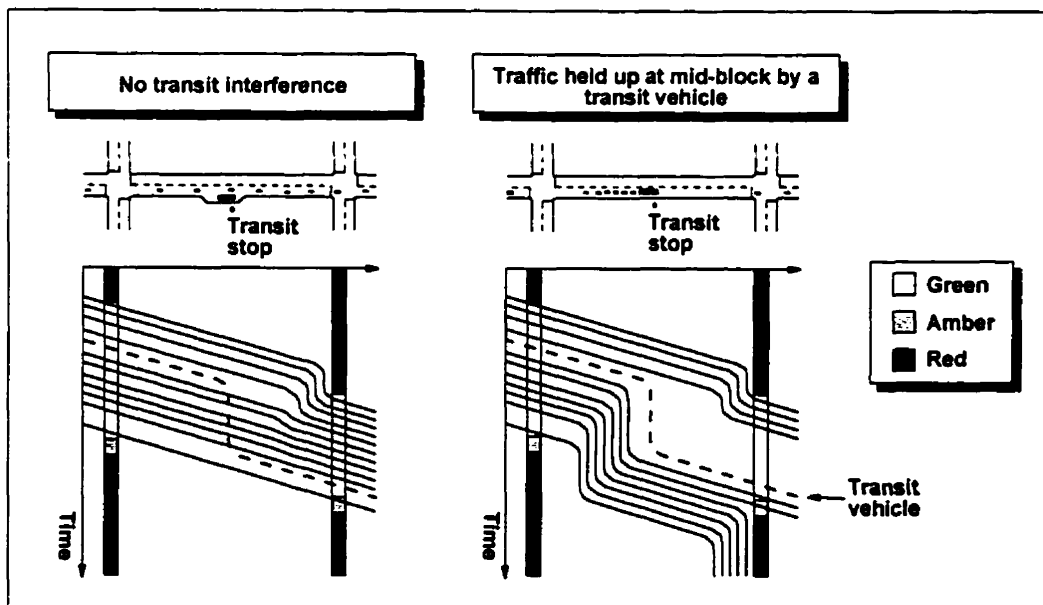 No transit interference
Traffic held up at mid-block by a
transit vehicle
Transit
stop
Transit
stop
Green
Amber
Red
Transit
vehicle
Time
Time